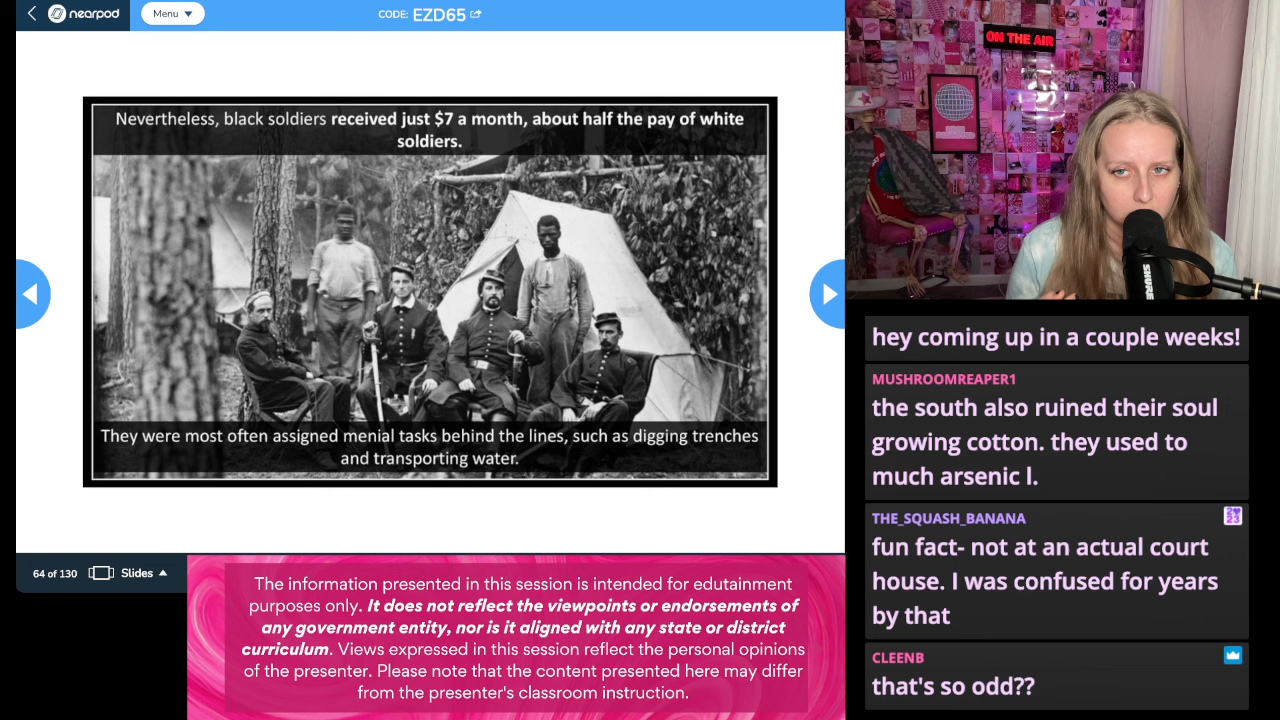 nearpod
Menu
CODE: EZD65
Nevertheless, black soldiers received just $7 a month, about half the pay of white
soldiers.
They were most often assigned menial tasks behind the lines, such as digging trenches
and transporting water.
64 of 130
Slides
The information presented in this session is intended for edutainment
purposes only. It does not reflect the viewpoints or endorsements of
any government entity, nor is it aligned with any state or district
curriculum. Views expressed in this session reflect the personal opinions
of the presenter. Please note that the content presented here may differ
from the presenter's classroom instruction.
ON THE AIR
SHURE
hey coming up in a couple weeks!
MUSHROOMREAPER1
the south also ruined their soul
growing cotton. they used to
much arsenic l.
THE_SQUASH_BANANA
fun fact- not at an actual court
house. I was confused for years
by that
CLEENB
that's so odd??